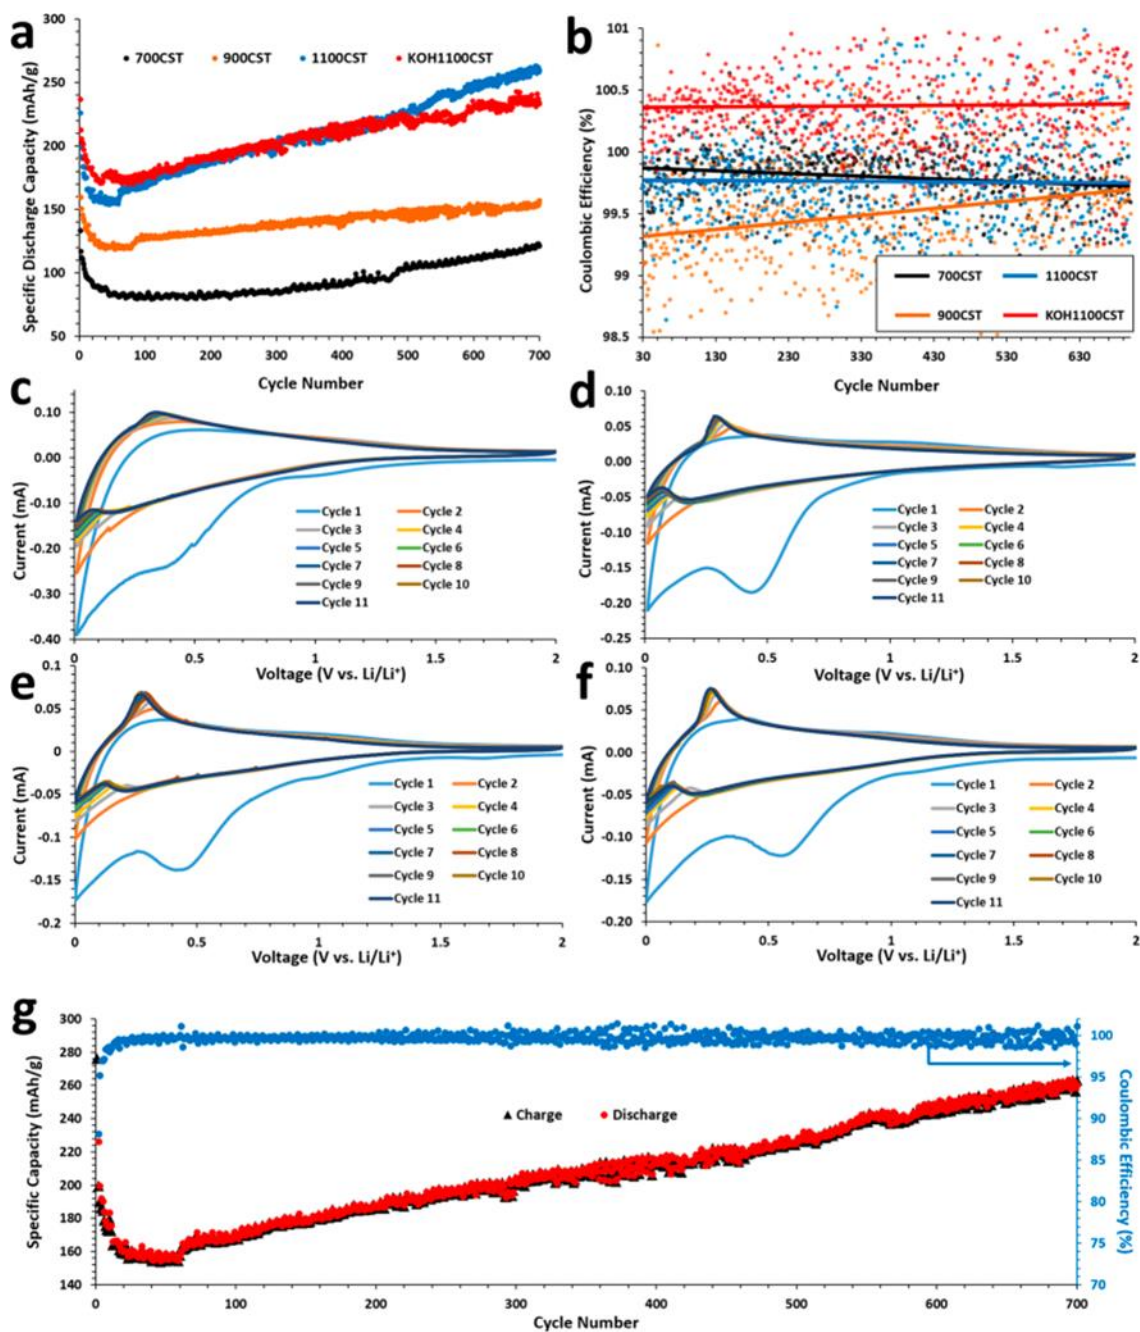 a
300
250
200
150
100
50
0 100 200 300 400 500 600 700
Specific Discharge Capacity (mAh/g)
Cycle Number
700CST 900CST 1100CST KOH1100CST
b
101
100.5
100
99.5
99
98.5
30 130 230 330 430 530 630
Coulombic Efficiency (%)
Cycle Number
700CST 1100CST
900CST KOH1100CST
c
0.10
0.00
-0.10
-0.20
-0.30
-0.40
0 0.5 1 1.5 2
Current (mA)
Voltage (V vs. Li/Li⁺)
Cycle 1 Cycle 2
Cycle 3 Cycle 4
Cycle 5 Cycle 6
Cycle 7 Cycle 8
Cycle 9 Cycle 10
Cycle 11
d
0.10
0.05
0.00
-0.05
-0.10
-0.15
-0.20
-0.25
0 0.5 1 1.5 2
Current (mA)
Voltage (V vs. Li/Li⁺)
Cycle 1 Cycle 2
Cycle 3 Cycle 4
Cycle 5 Cycle 6
Cycle 7 Cycle 8
Cycle 9 Cycle 10
Cycle 11
e
0.1
0.05
0
-0.05
-0.1
-0.15
-0.2
0 0.5 1 1.5 2
Current (mA)
Voltage (V vs. Li/Li⁺)
Cycle 1 Cycle 2
Cycle 3 Cycle 4
Cycle 5 Cycle 6
Cycle 7 Cycle 8
Cycle 9 Cycle 10
Cycle 11
f
0.10
0.05
0.00
-0.05
-0.10
-0.15
-0.20
0 0.5 1 1.5 2
Current (mA)
Voltage (V vs. Li/Li⁺)
Cycle 1 Cycle 2
Cycle 3 Cycle 4
Cycle 5 Cycle 6
Cycle 7 Cycle 8
Cycle 9 Cycle 10
Cycle 11
g
300
280
260
240
220
200
180
160
140
0 100 200 300 400 500 600 700
Specific Capacity (mAh/g)
Cycle Number
Charge Discharge
100
95
90
85
80
75
70
Coulombic Efficiency (%)